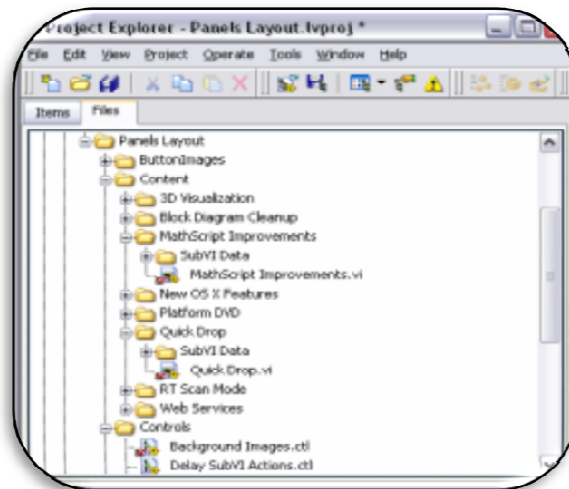 Project Explorer - Panels Layout.lvproj *
File Edit View Project Operate Tools Window Help
Items Files
Panels Layout
ButtonImages
Content
3D Visualization
Block Diagram Cleanup
MathScript Improvements
SubVI Data
MathScript Improvements.vi
New OS X Features
Platform DVD
Quick Drop
SubVI Data
Quick Drop.vi
RT Scan Mode
Web Services
Controls
Background Images.ctl
Delay SubVI Actions.ctl